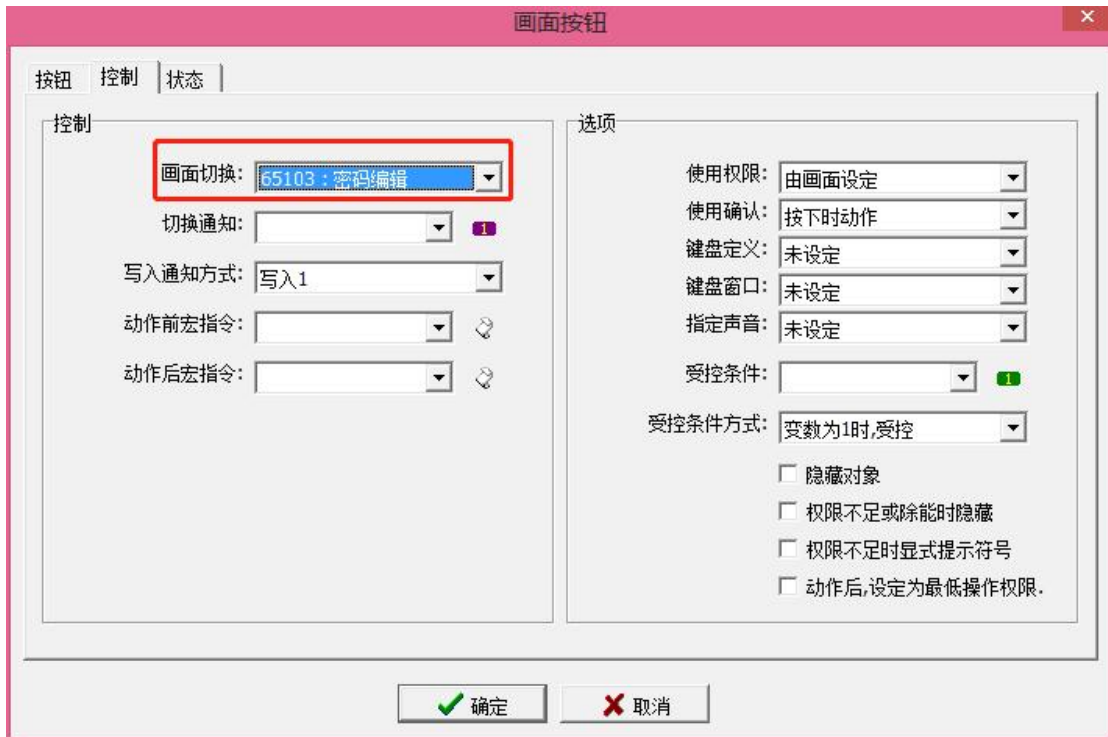 画面按钮
按钮 控制 状态
控制
画面切换: 65103：密码编辑
切换通知: 1
写入通知方式: 写入1
动作前宏指令:
动作后宏指令:
选项
使用权限: 由画面设定
使用确认: 按下时动作
键盘定义: 未设定
键盘窗口: 未设定
指定声音: 未设定
受控条件: 1
受控条件方式: 变数为1时,受控
隐藏对象
权限不足或除能时隐藏
权限不足时显式提示符号
动作后,设定为最低操作权限.
确定 取消